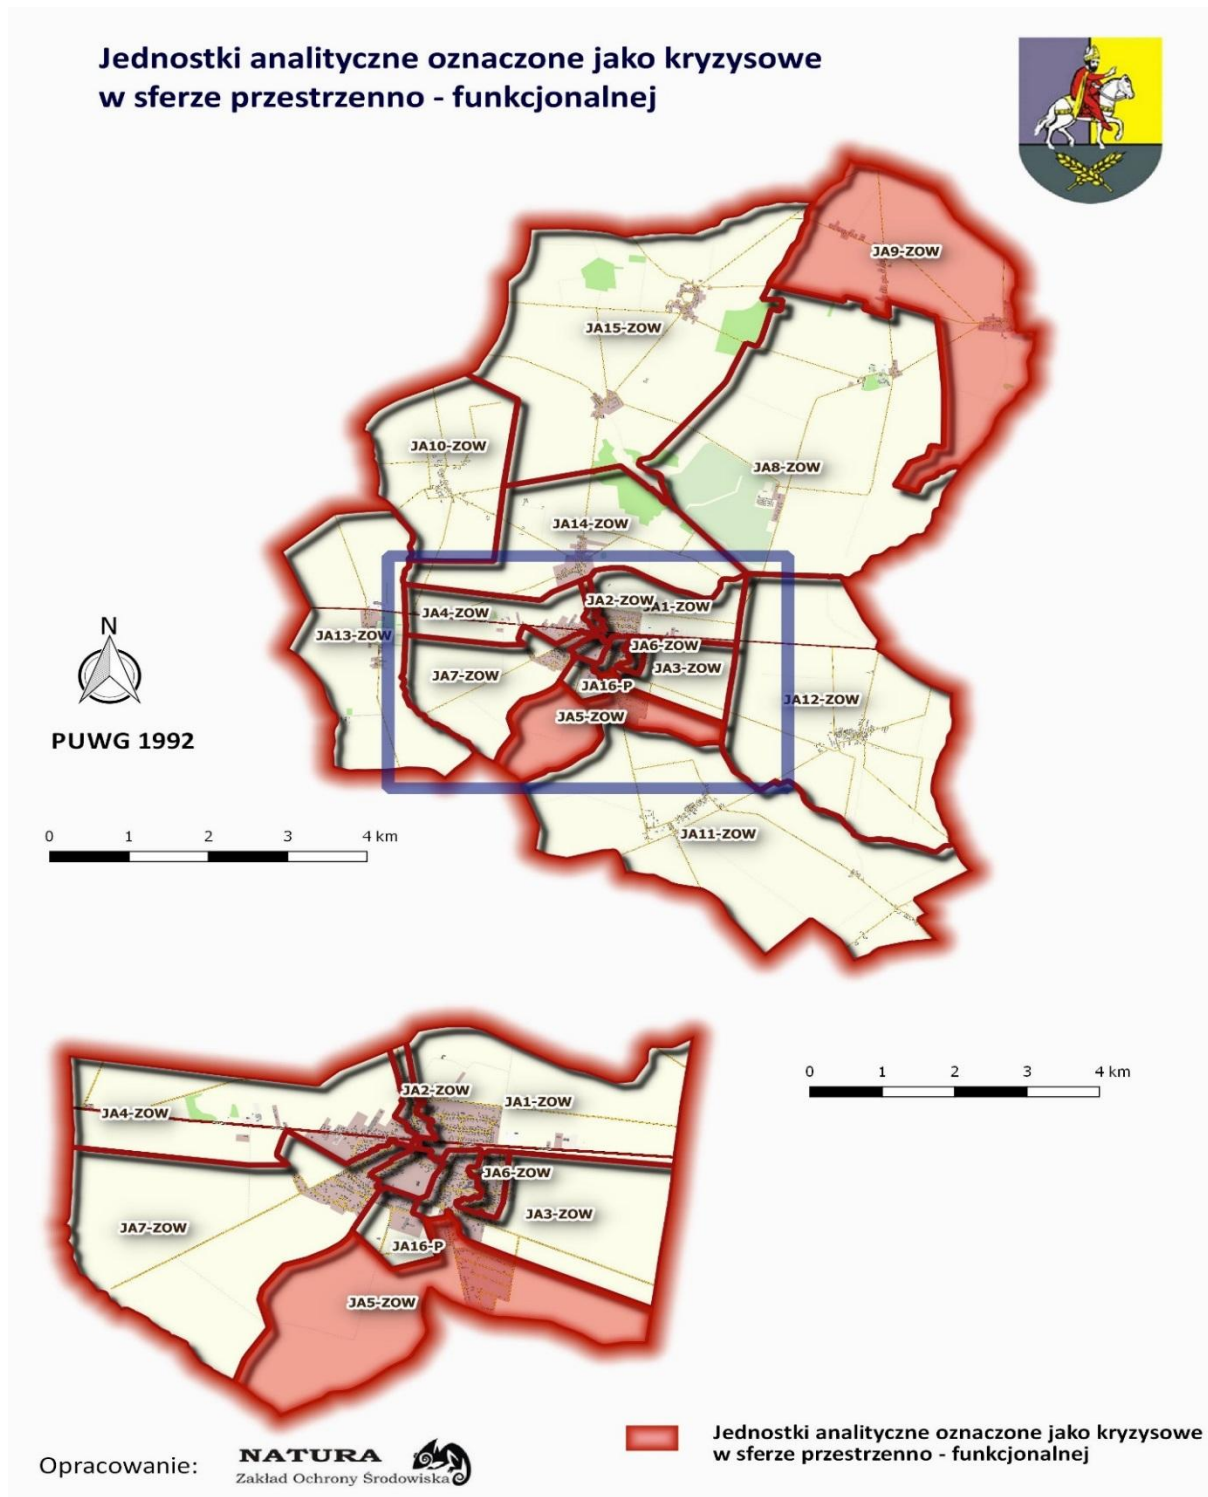 Jednostki analityczne oznaczone jako kryzysowe
w sferze przestrzenno - funkcjonalnej
JA9-ZOW
JA15-ZOW
JA10-ZOW
JA8-ZOW
JA14-ZOW
JA2-ZOW
JA1-ZOW
JA4-ZOW
JA13-ZOW
JA6-ZOW
JA3-ZOW
JA7-ZOW
JA16-P
JA12-ZOW
JA5-ZOW
JA11-ZOW
N
PUWG 1992
0 1 2 3 4 km
JA2-ZOW
JA1-ZOW
JA4-ZOW
JA6-ZOW
JA3-ZOW
JA7-ZOW
JA16-P
JA5-ZOW
0 1 2 3 4 km
Jednostki analityczne oznaczone jako kryzysowe
w sferze przestrzenno - funkcjonalnej
Opracowanie:
NATURA
Zakład Ochrony Środowiska